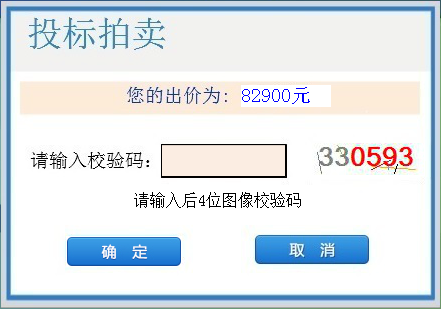 投标拍卖
您的出价为: 82900元
请输入校验码: 330593
请输入后4位图像校验码
确 定 取 消